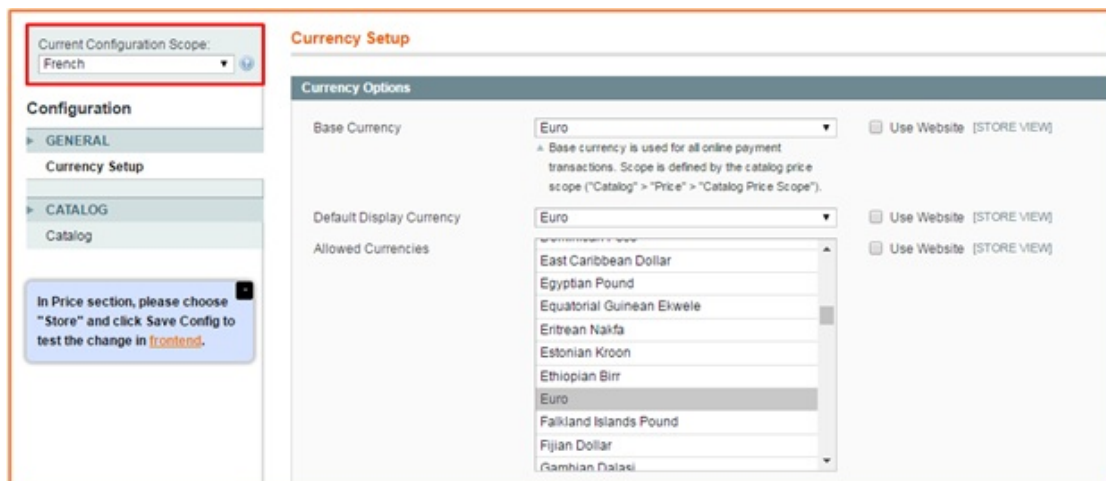 Current Configuration Scope:
French
Configuration
GENERAL
Currency Setup
CATALOG
Catalog
In Price section, please choose
"Store" and click Save Config to
test the change in frontend.
Currency Setup
Currency Options
Base Currency
Euro
Use Website [STORE VIEW]
Base currency is used for all online payment
transactions. Scope is defined by the catalog price
scope ("Catalog" > "Price" > "Catalog Price Scope").
Default Display Currency
Euro
Use Website [STORE VIEW]
Allowed Currencies
Use Website [STORE VIEW]
Dominican Peso
East Caribbean Dollar
Egyptian Pound
Equatorial Guinean Ekwele
Eritrean Nakfa
Estonian Kroon
Ethiopian Birr
Euro
Falkland Islands Pound
Fijian Dollar
Gambian Dalasi